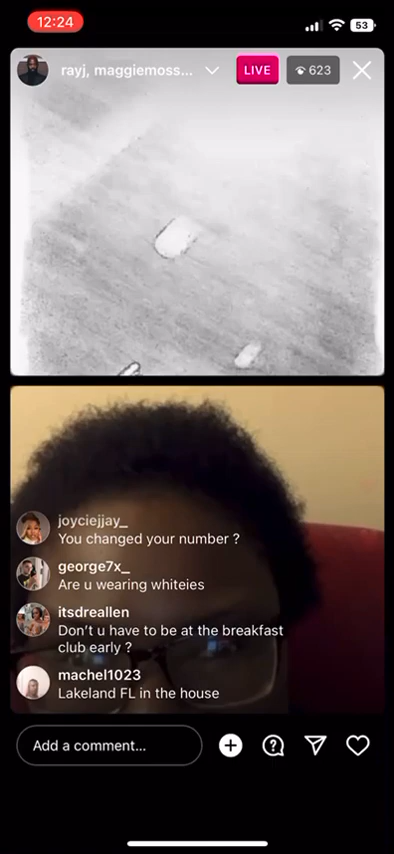 12:24
53
rayj, maggiemoss...
LIVE
623
joyciejjay_
You changed your number ?
george7x_
Are u wearing whiteies
itsdreallen
Don't u have to be at the breakfast
club early ?
machel1023
Lakeland FL in the house
Add a comment...